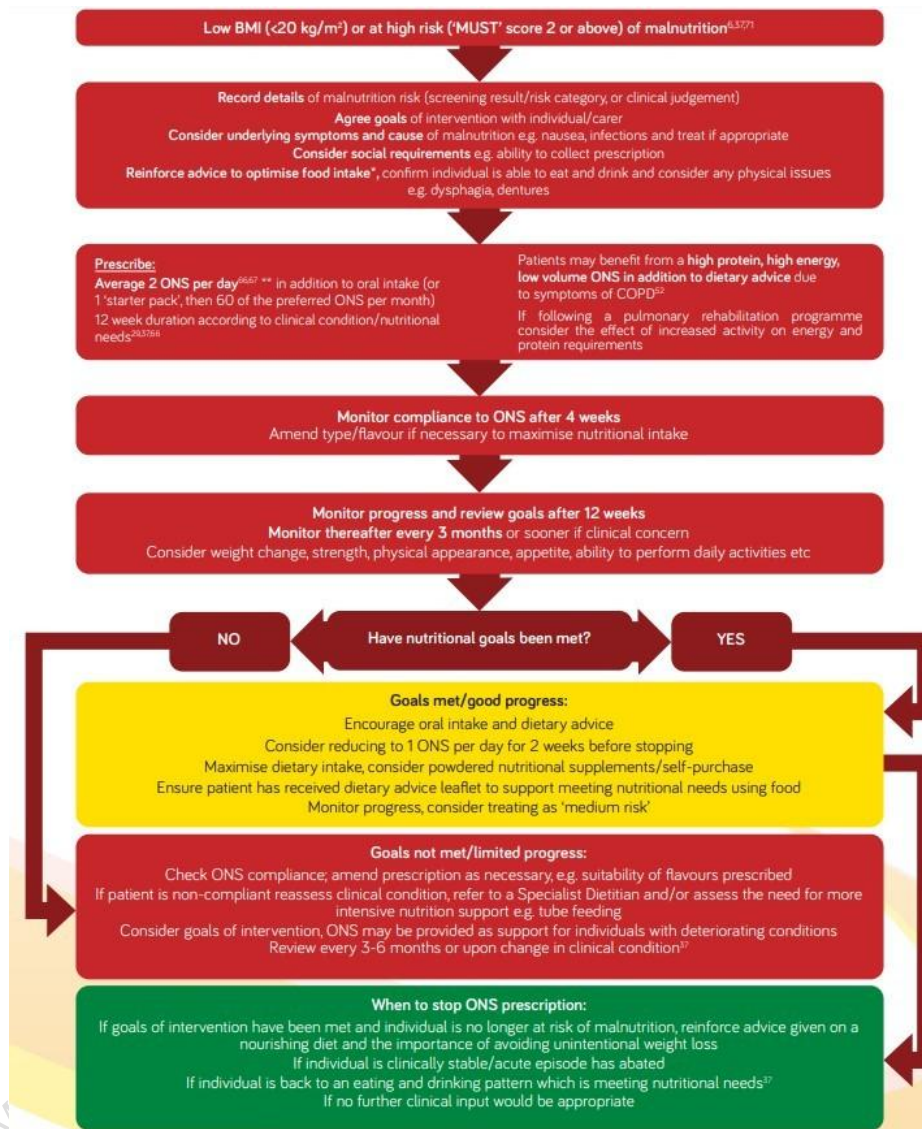 Low BMI (<20 kg/m²) or at high risk (‘MUST’ score 2 or above) of malnutrition⁶,³⁷,⁷¹
Record details of malnutrition risk (screening result/risk category, or clinical judgement)
Agree goals of intervention with individual/carer
Consider underlying symptoms and cause of malnutrition e.g. nausea, infections and treat if appropriate
Consider social requirements e.g. ability to collect prescription
Reinforce advice to optimise food intake*, confirm individual is able to eat and drink and consider any physical issues
e.g. dysphagia, dentures
Prescribe:
Average 2 ONS per day⁶⁶,⁶⁷ ** in addition to oral intake (or
1 ‘starter pack’, then 60 of the preferred ONS per month)
12 week duration according to clinical condition/nutritional
needs²⁹,³⁷,⁶⁶
Patients may benefit from a high protein, high energy,
low volume ONS in addition to dietary advice due
to symptoms of COPD⁵²
If following a pulmonary rehabilitation programme
consider the effect of increased activity on energy and
protein requirements
Monitor compliance to ONS after 4 weeks
Amend type/flavour if necessary to maximise nutritional intake
Monitor progress and review goals after 12 weeks
Monitor thereafter every 3 months or sooner if clinical concern
Consider weight change, strength, physical appearance, appetite, ability to perform daily activities etc
NO
Have nutritional goals been met?
YES
Goals met/good progress:
Encourage oral intake and dietary advice
Consider reducing to 1 ONS per day for 2 weeks before stopping
Maximise dietary intake, consider powdered nutritional supplements/self-purchase
Ensure patient has received dietary advice leaflet to support meeting nutritional needs using food
Monitor progress, consider treating as ‘medium risk’
Goals not met/limited progress:
Check ONS compliance; amend prescription as necessary, e.g. suitability of flavours prescribed
If patient is non-compliant reassess clinical condition, refer to a Specialist Dietitian and/or assess the need for more
intensive nutrition support e.g. tube feeding
Consider goals of intervention, ONS may be provided as support for individuals with deteriorating conditions
Review every 3-6 months or upon change in clinical condition³⁷
When to stop ONS prescription:
If goals of intervention have been met and individual is no longer at risk of malnutrition, reinforce advice given on a
nourishing diet and the importance of avoiding unintentional weight loss
If individual is clinically stable/acute episode has abated
If individual is back to an eating and drinking pattern which is meeting nutritional needs³⁷
If no further clinical input would be appropriate